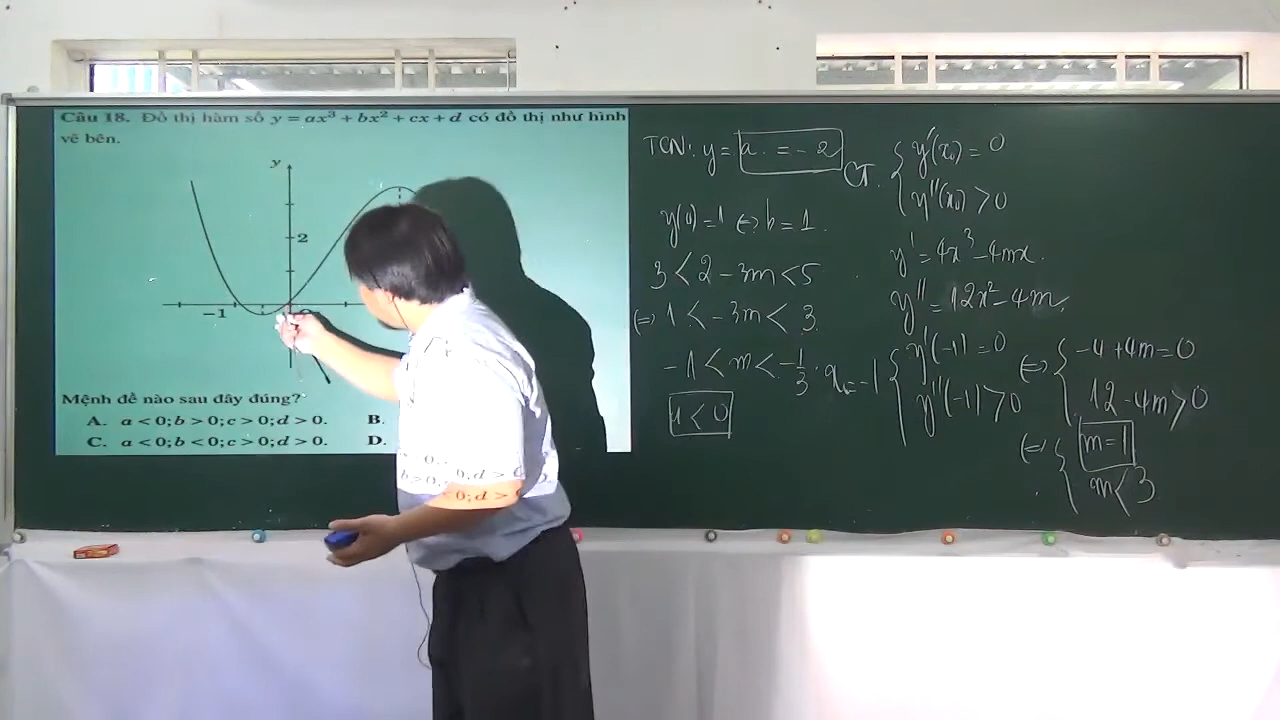 Câu 18. Đồ thị hàm số y = ax³ + bx² + cx + d có đồ thị như hình
vẽ bên.
y
2
−1
Mệnh đề nào sau đây đúng?
A. a < 0; b > 0; c > 0; d > 0. B.
C. a < 0; b < 0; c > 0; d > 0. D.
TCN: y = a = -2
y(0) = 1 ⇔ b = 1.
3 < 2 - 3m < 5
⇔ 1 < -3m < 3
-1 < m < -1/3.
CT. { y'(x₀) = 0
y''(x₀) > 0
y' = 4x³ - 4mx.
y'' = 12x² - 4m.
{ y'(-1) = 0
y''(-1) > 0
⇔ { -4 + 4m = 0
12 - 4m > 0
⇔ { m = 1
m < 3